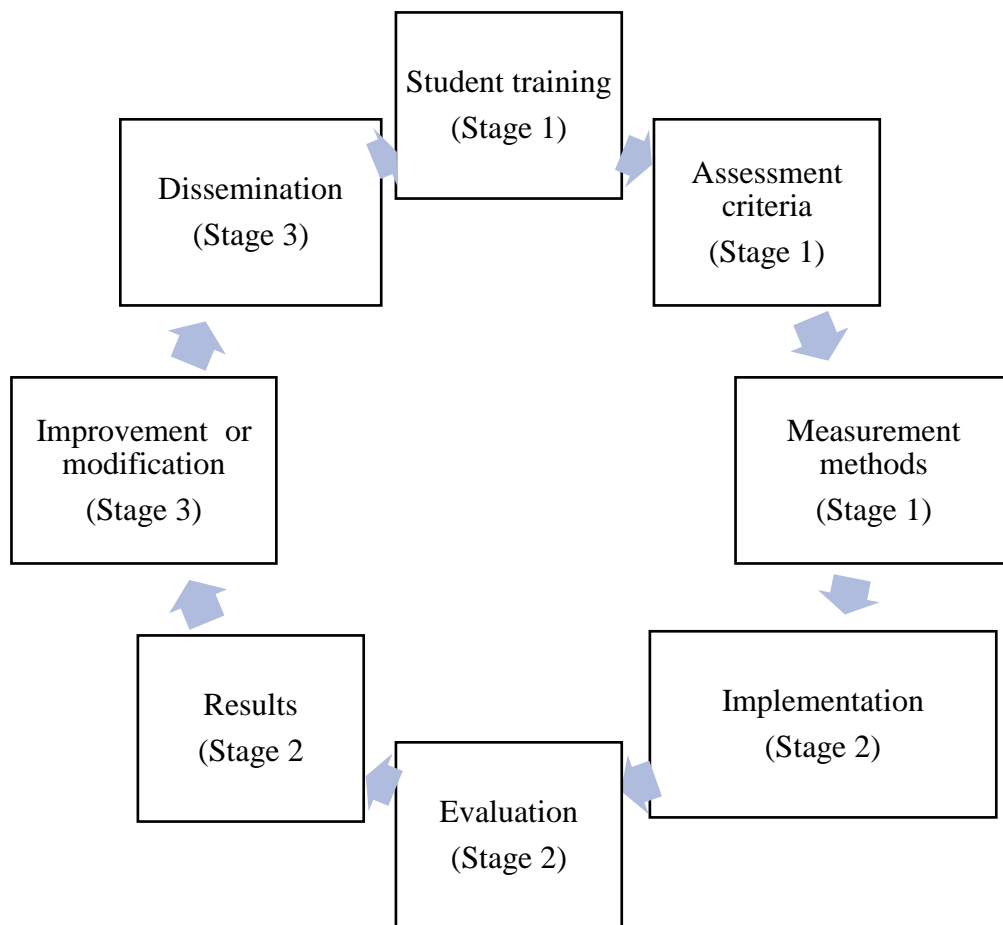 Student training
(Stage 1)
Assessment
criteria
(Stage 1)
Measurement
methods
(Stage 1)
Implementation
(Stage 2)
Evaluation
(Stage 2)
Results
(Stage 2
Improvement or
modification
(Stage 3)
Dissemination
(Stage 3)